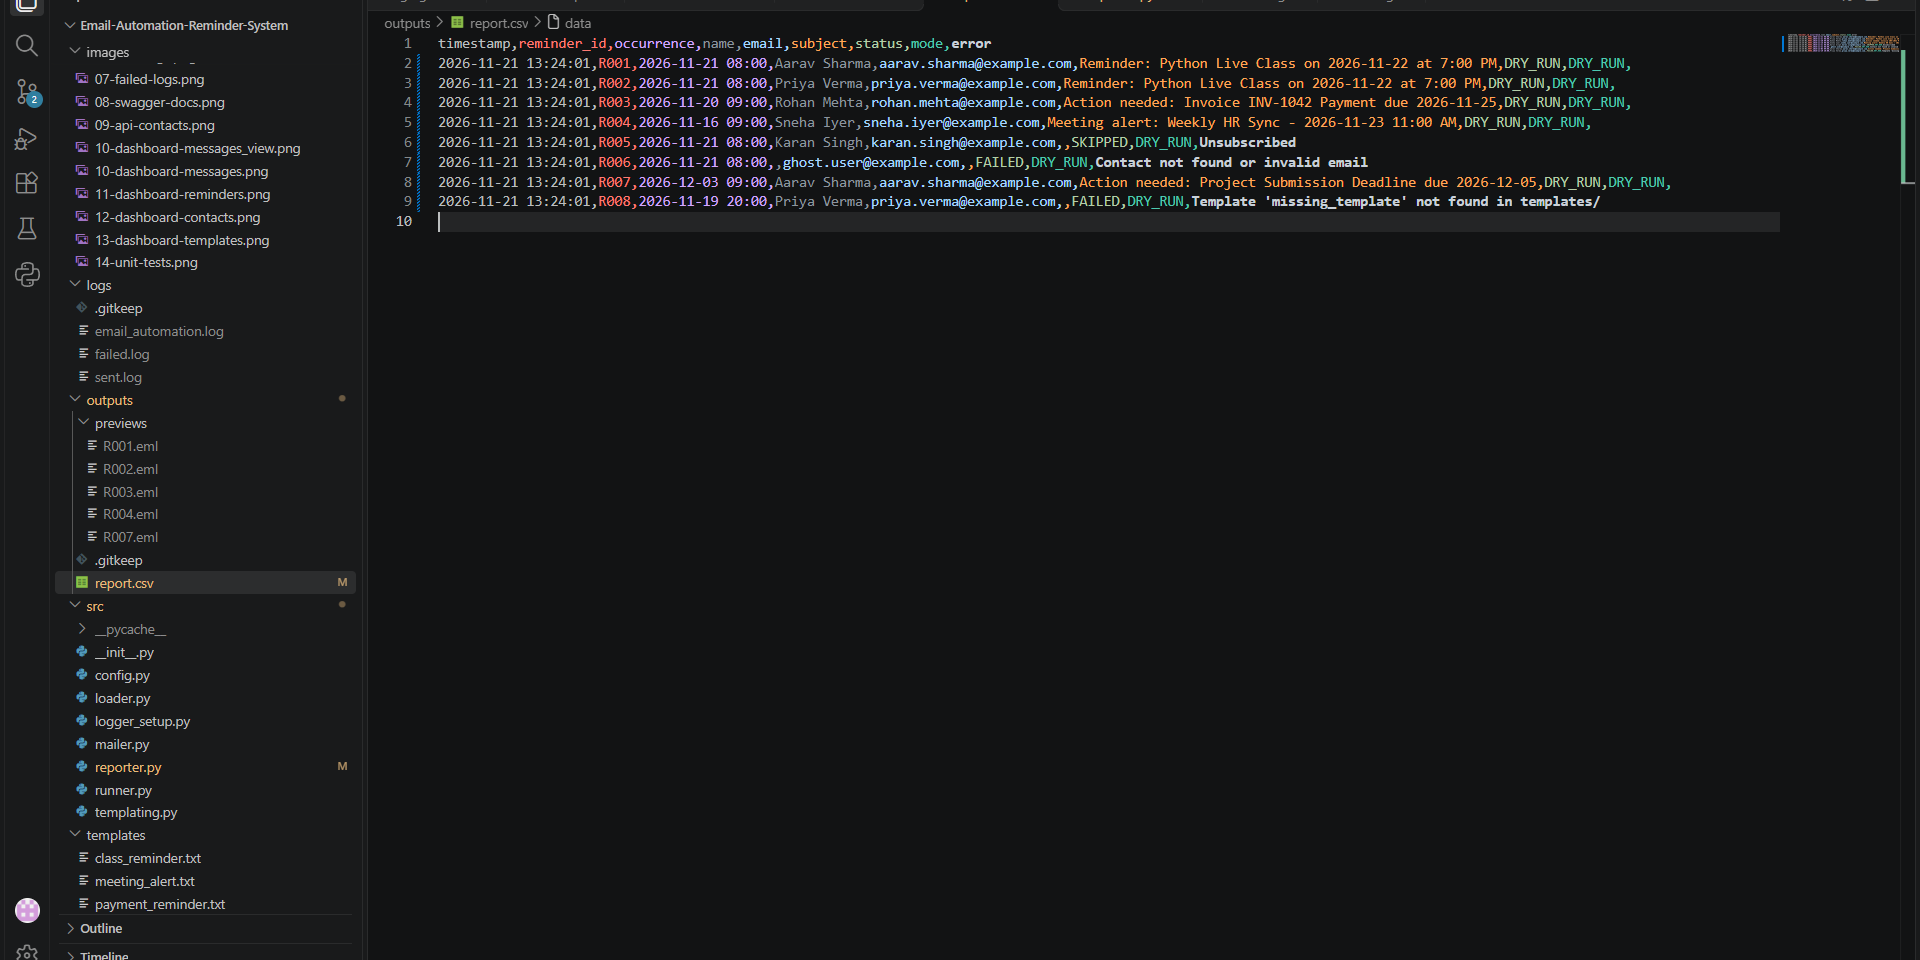 Email-Automation-Reminder-System
images
07-failed-logs.png
08-swagger-docs.png
09-api-contacts.png
10-dashboard-messages_view.png
10-dashboard-messages.png
11-dashboard-reminders.png
12-dashboard-contacts.png
13-dashboard-templates.png
14-unit-tests.png
logs
.gitkeep
email_automation.log
failed.log
sent.log
outputs
previews
R001.eml
R002.eml
R003.eml
R004.eml
R007.eml
.gitkeep
report.csv M
src
__pycache__
__init__.py
config.py
loader.py
logger_setup.py
mailer.py
reporter.py M
runner.py
templating.py
templates
class_reminder.txt
meeting_alert.txt
payment_reminder.txt
Outline
Timeline
2
outputs > report.csv > data
1 timestamp,reminder_id,occurrence,name,email,subject,status,mode,error
2 2026-11-21 13:24:01,R001,2026-11-21 08:00,Aarav Sharma,aarav.sharma@example.com,Reminder: Python Live Class on 2026-11-22 at 7:00 PM,DRY_RUN,DRY_RUN,
3 2026-11-21 13:24:01,R002,2026-11-21 08:00,Priya Verma,priya.verma@example.com,Reminder: Python Live Class on 2026-11-22 at 7:00 PM,DRY_RUN,DRY_RUN,
4 2026-11-21 13:24:01,R003,2026-11-20 09:00,Rohan Mehta,rohan.mehta@example.com,Action needed: Invoice INV-1042 Payment due 2026-11-25,DRY_RUN,DRY_RUN,
5 2026-11-21 13:24:01,R004,2026-11-16 09:00,Sneha Iyer,sneha.iyer@example.com,Meeting alert: Weekly HR Sync - 2026-11-23 11:00 AM,DRY_RUN,DRY_RUN,
6 2026-11-21 13:24:01,R005,2026-11-21 08:00,Karan Singh,karan.singh@example.com,,SKIPPED,DRY_RUN,Unsubscribed
7 2026-11-21 13:24:01,R006,2026-11-21 08:00,,ghost.user@example.com,,FAILED,DRY_RUN,Contact not found or invalid email
8 2026-11-21 13:24:01,R007,2026-12-03 09:00,Aarav Sharma,aarav.sharma@example.com,Action needed: Project Submission Deadline due 2026-12-05,DRY_RUN,DRY_RUN,
9 2026-11-21 13:24:01,R008,2026-11-19 20:00,Priya Verma,priya.verma@example.com,,FAILED,DRY_RUN,Template 'missing_template' not found in templates/
10